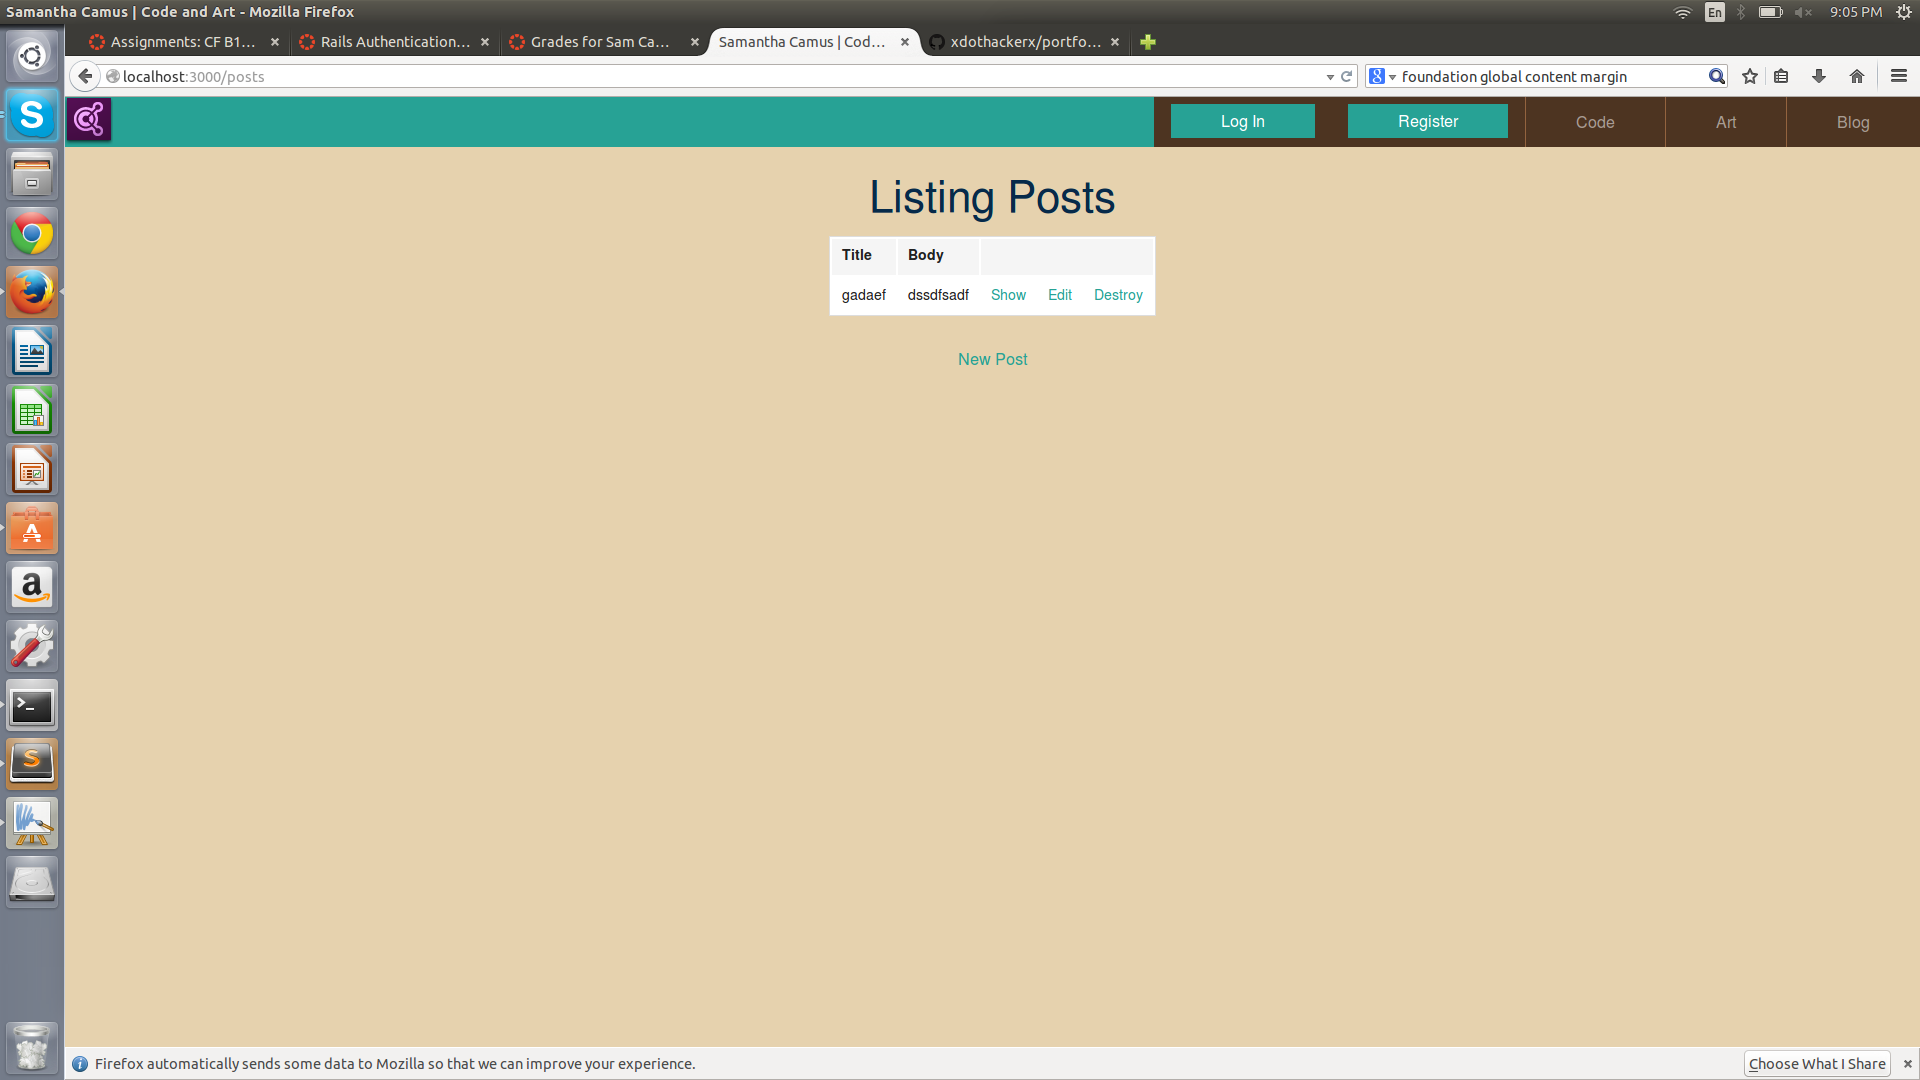 Samantha Camus | Code and Art - Mozilla Firefox
En
9:05 PM
Assignments: CF B1...
Rails Authentication...
Grades for Sam Ca...
Samantha Camus | Cod...
xdothackerx/portfo...
localhost:3000/posts
foundation global content margin
Log In
Register
Code
Art
Blog
Listing Posts
Title
Body
gadaef
dssdfsadf
Show
Edit
Destroy
New Post
Firefox automatically sends some data to Mozilla so that we can improve your experience.
Choose What I Share